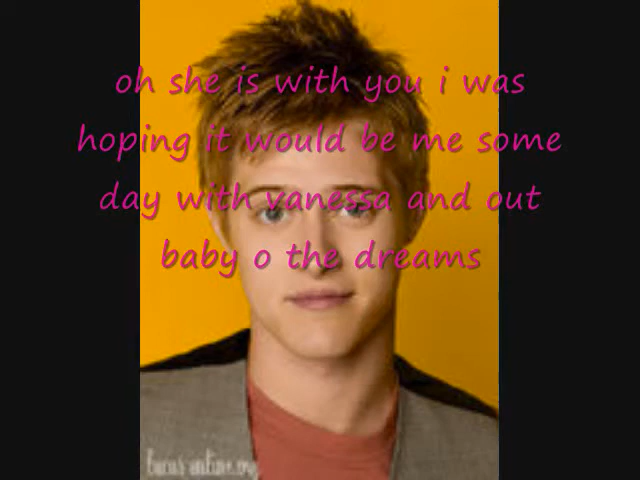 oh she is with you i was
hoping it would be me some
day with vanessa and out
baby o the dreams